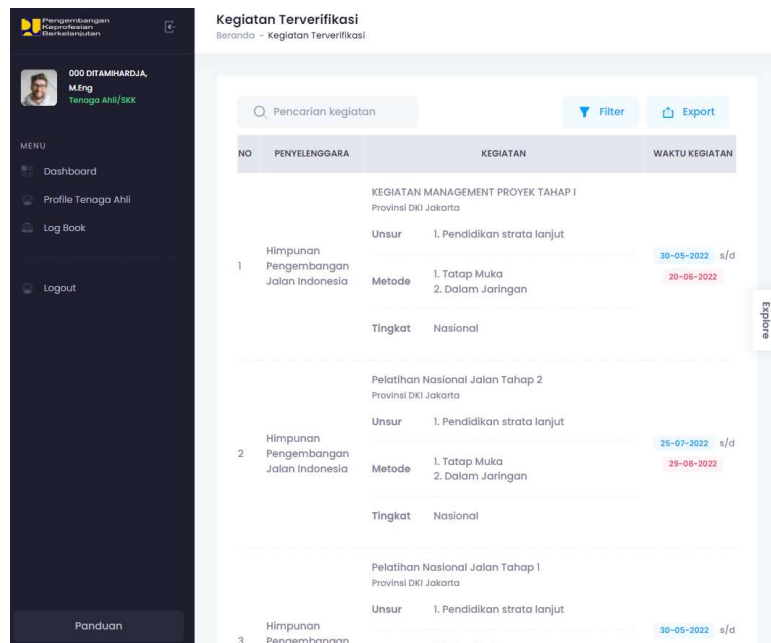 Pengembangan
Keprofesian
Berkelanjutan
000 DITAMIHARDJA,
M.Eng
Tenaga Ahli/SKK
MENU
Dashboard
Profile Tenaga Ahli
Log Book
Logout
Panduan
Kegiatan Terverifikasi
Beranda - Kegiatan Terverifikasi
Pencarian kegiatan
Filter
Export
NO PENYELENGGARA KEGIATAN WAKTU KEGIATAN
KEGIATAN MANAGEMENT PROYEK TAHAP I
Provinsi DKI Jakarta
Unsur 1. Pendidikan strata lanjut
1
Himpunan
Pengembangan
Jalan Indonesia
Metode 1. Tatap Muka
2. Dalam Jaringan
Tingkat Nasional
30-05-2022 s/d
20-06-2022
Pelatihan Nasional Jalan Tahap 2
Provinsi DKI Jakarta
Unsur 1. Pendidikan strata lanjut
2
Himpunan
Pengembangan
Jalan Indonesia
Metode 1. Tatap Muka
2. Dalam Jaringan
Tingkat Nasional
25-07-2022 s/d
29-08-2022
Pelatihan Nasional Jalan Tahap 1
Provinsi DKI Jakarta
Unsur 1. Pendidikan strata lanjut
3
Himpunan
Pengembangan
30-05-2022 s/d
Explore